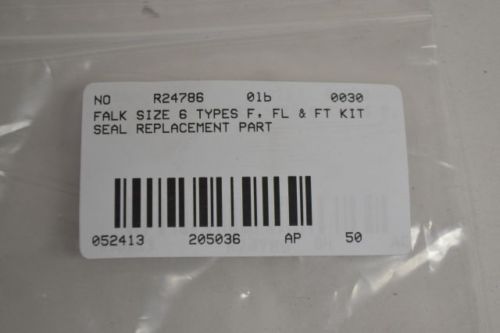 NO R24786 01b 0030
FALK SIZE 6 TYPES F, FL & FT KIT
SEAL REPLACEMENT PART
052413 205036 AP 50